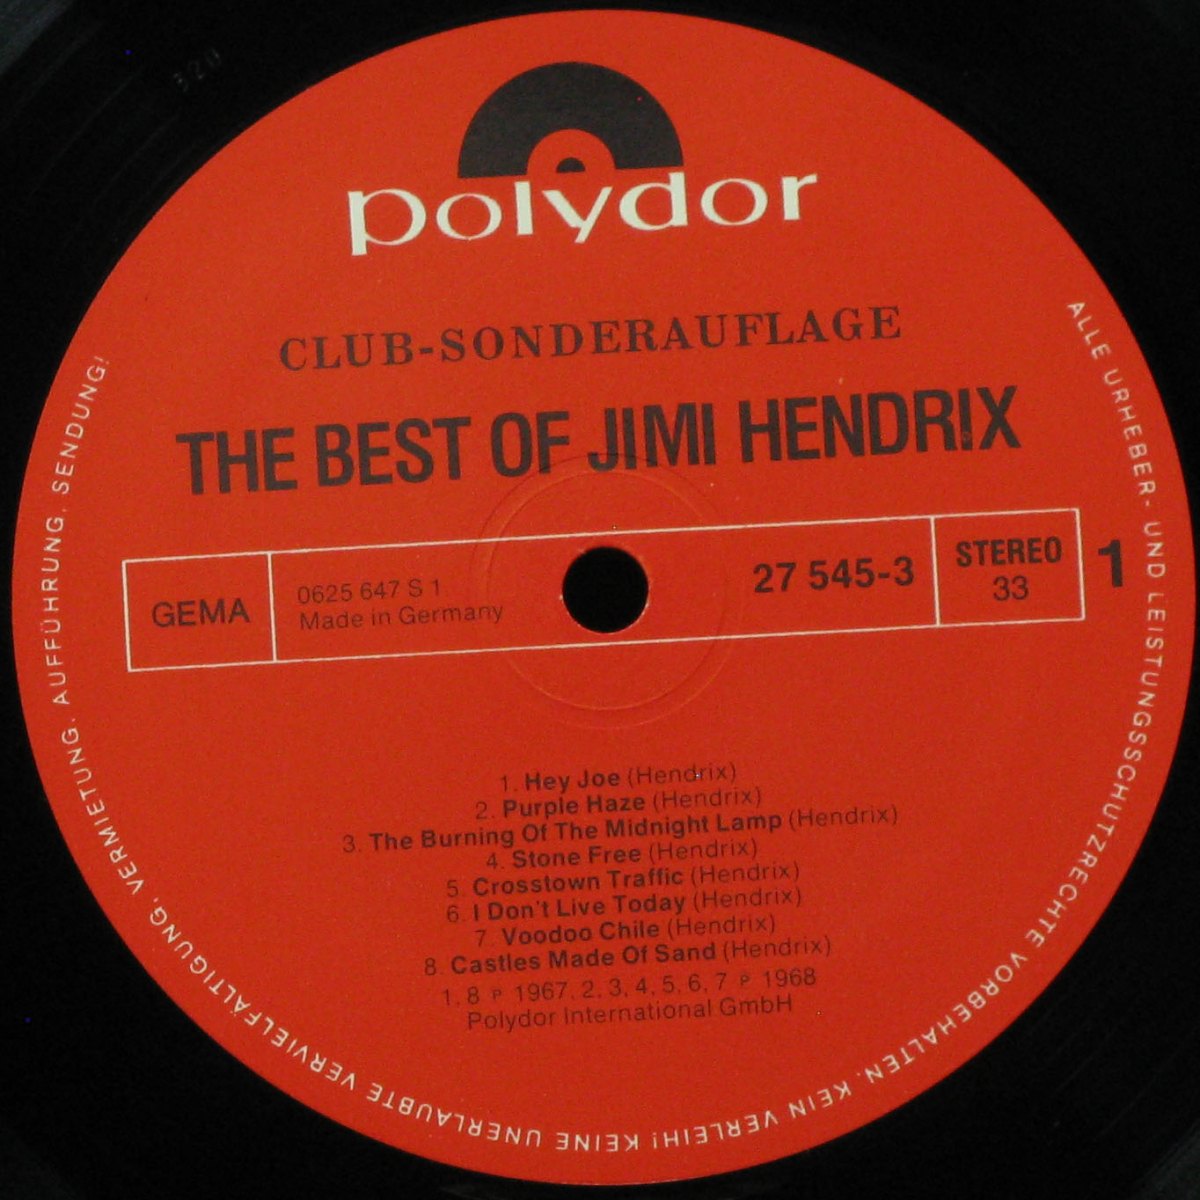 polydor
CLUB-SONDERAUFLAGE
THE BEST OF JIMI HENDRIX
GEMA
0625 647 S 1
Made in Germany
27 545-3
STEREO
33
1
1. Hey Joe (Hendrix)
2. Purple Haze (Hendrix)
3. The Burning Of The Midnight Lamp (Hendrix)
4. Stone Free (Hendrix)
5. Crosstown Traffic (Hendrix)
6. I Don't Live Today (Hendrix)
7. Voodoo Chile (Hendrix)
8 Castles Made Of Sand (Hendrix)
1, 8 P 1967, 2, 3, 4, 5, 6, 7 P 1968
Polydor International GmbH
ALLE URHEBER- UND LEISTUNGSSCHUTZRECHTE VORBEHALTEN. KEIN VERLEIH! KEINE UNERLAUBTE VERVIELFÄLTIGUNG, VERMIETUNG, AUFFÜHRUNG, SENDUNG!